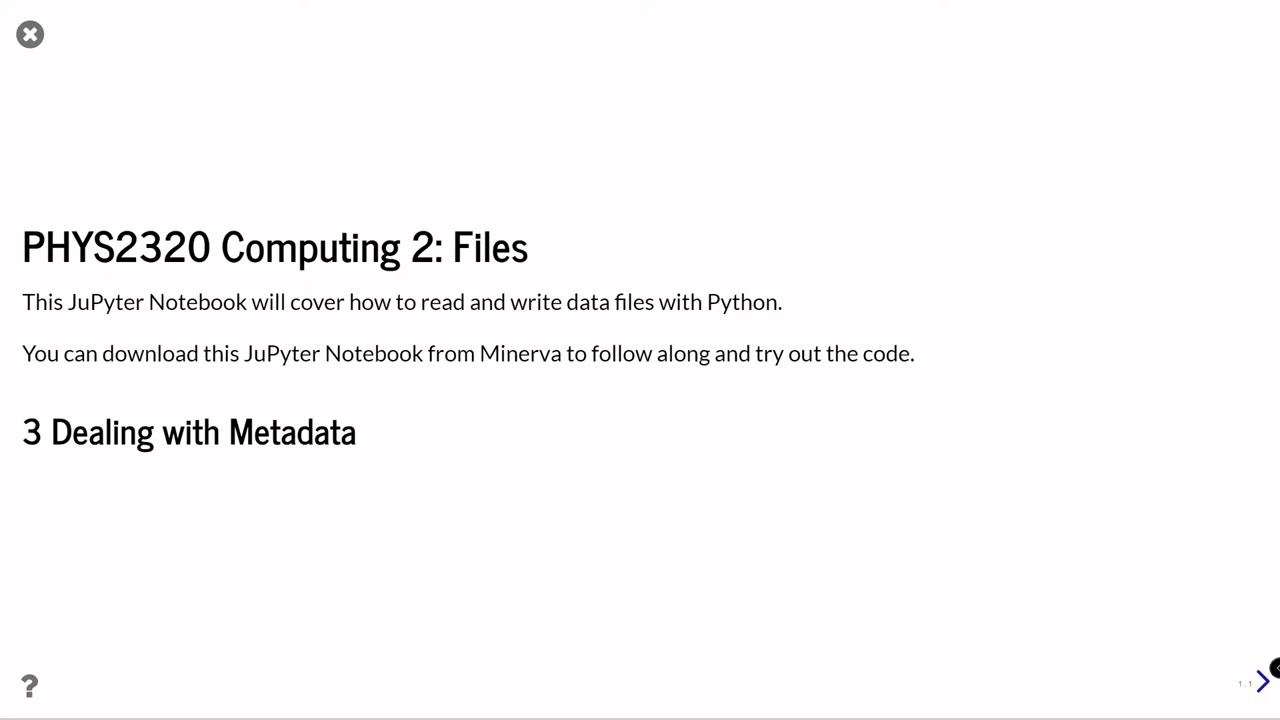 PHYS2320 Computing 2: Files
This JuPyter Notebook will cover how to read and write data files with Python.
You can download this JuPyter Notebook from Minerva to follow along and try out the code.
3 Dealing with Metadata
?
1.1